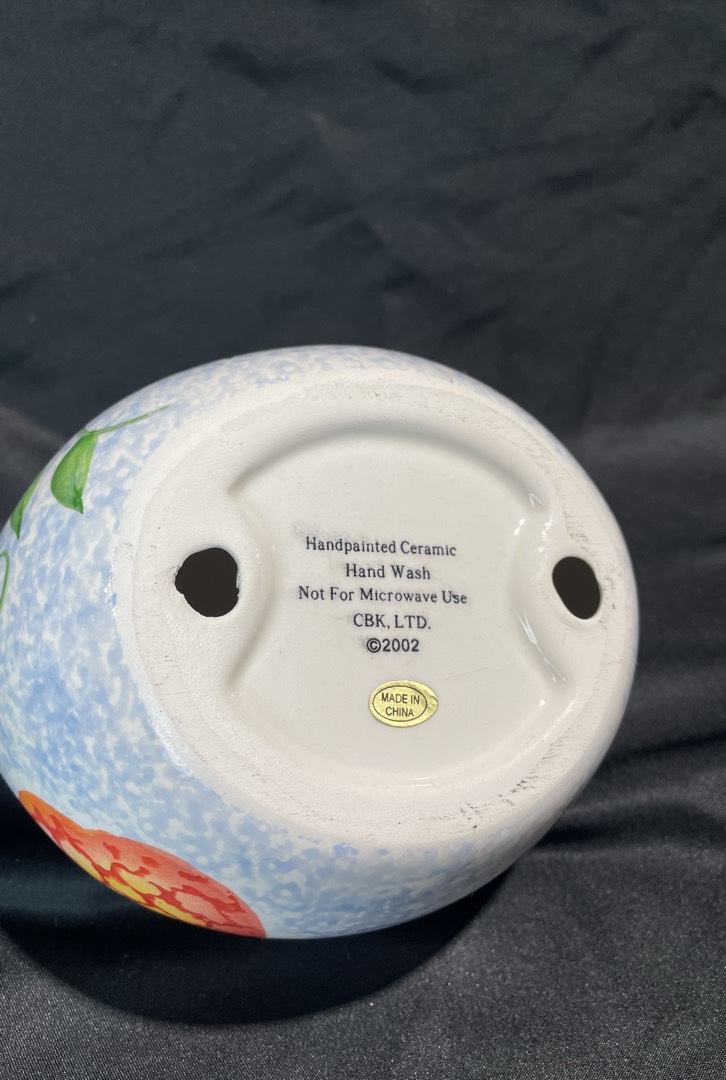 Handpainted Ceramic
Hand Wash
Not For Microwave Use
CBK, LTD.
©2002
MADE IN
CHINA